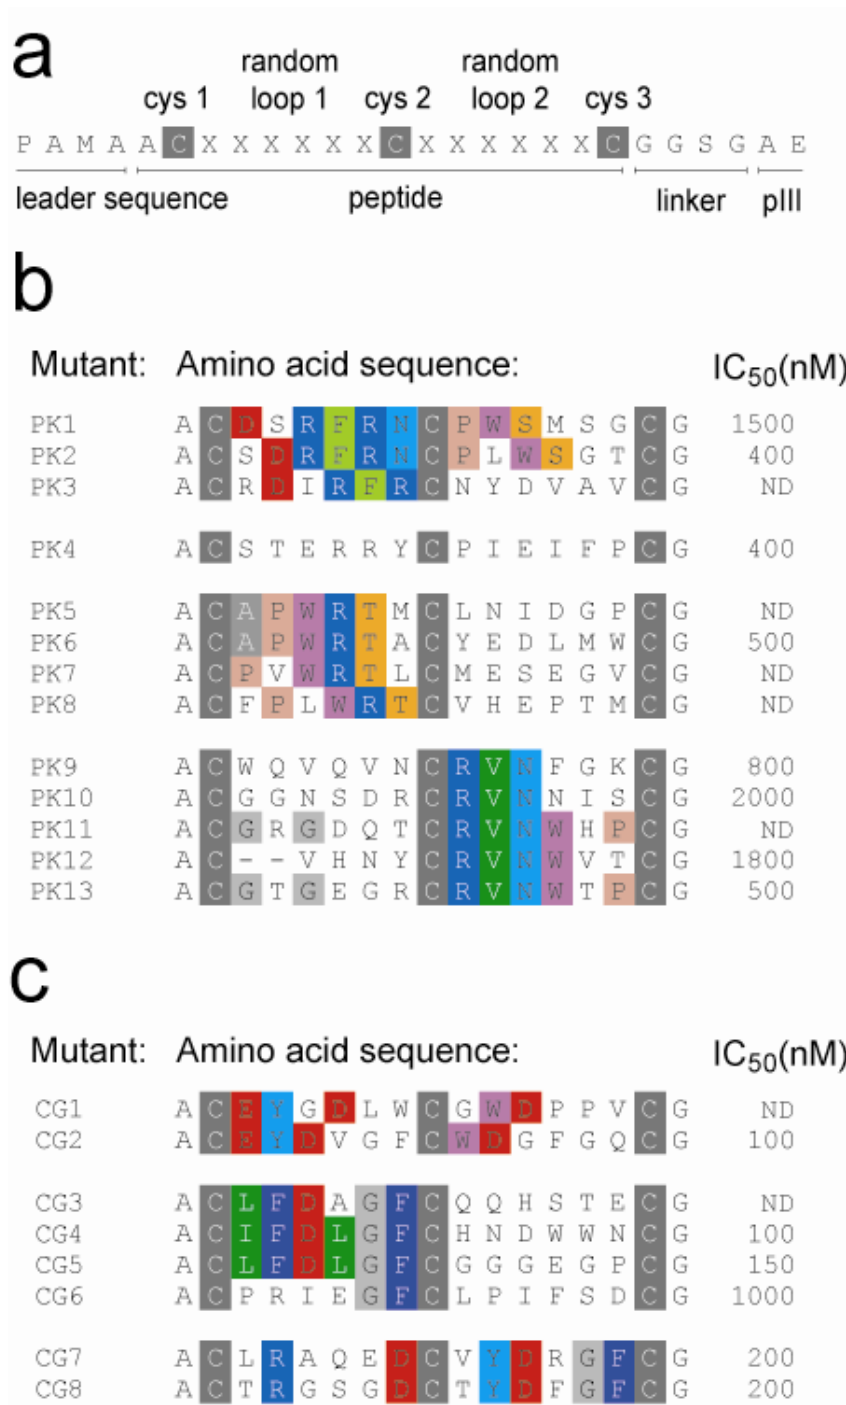 a
random random
cys 1 loop 1 cys 2 loop 2 cys 3
P A M A A C X X X X X X C X X X X X X C G G S G A E
leader sequence peptide linker pIII
b
Mutant: Amino acid sequence: IC50(nM)
PK1 A C D S R F R N C P W S M S G C G 1500
PK2 A C S D R F R N C P L W S G T C G 400
PK3 A C R D I R F R C N Y D V A V C G ND
PK4 A C S T E R R Y C P I E I F P C G 400
PK5 A C A P W R T M C L N I D G P C G ND
PK6 A C A P W R T A C Y E D L M W C G 500
PK7 A C P V W R T L C M E S E G V C G ND
PK8 A C F P L W R T C V H E P T M C G ND
PK9 A C W Q V Q V N C R V N F G K C G 800
PK10 A C G G N S D R C R V N N I S C G 2000
PK11 A C G R G D Q T C R V N W H P C G ND
PK12 A C - - V H N Y C R V N W V T C G 1800
PK13 A C G T G E G R C R V N W T P C G 500
c
Mutant: Amino acid sequence: IC50(nM)
CG1 A C E Y G D L W C G W D P P V C G ND
CG2 A C E Y D V G F C W D G F G Q C G 100
CG3 A C L F D A G F C Q Q H S T E C G ND
CG4 A C I F D L G F C H N D W W N C G 100
CG5 A C L F D L G F C G G G E G P C G 150
CG6 A C P R I E G F C L P I F S D C G 1000
CG7 A C L R A Q E D C V Y D R G F C G 200
CG8 A C T R G S G D C T Y D F G F C G 200